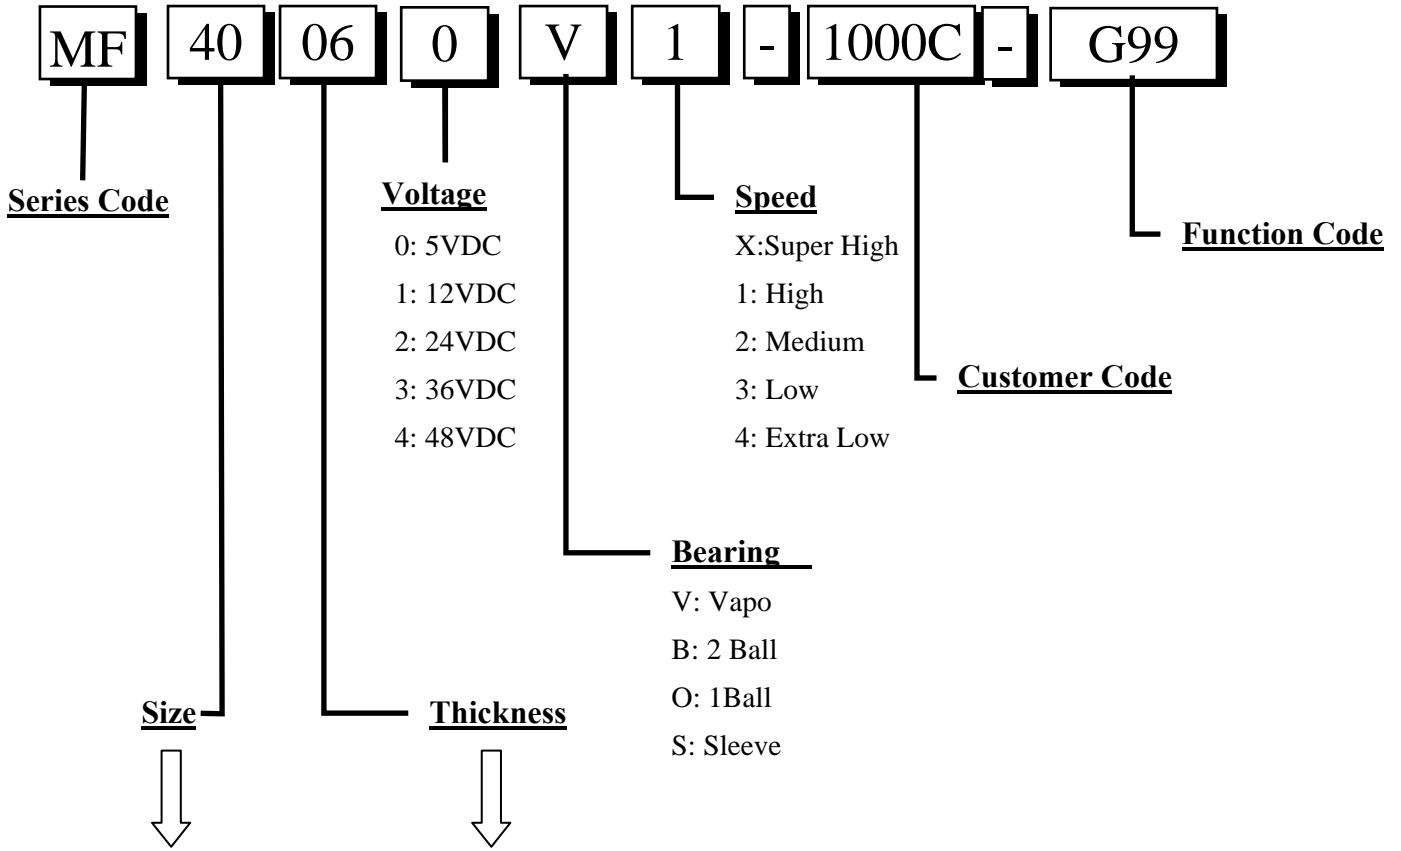 MF 40 06 0 V 1 - 1000C - G99
Series Code
Voltage
0: 5VDC
1: 12VDC
2: 24VDC
3: 36VDC
4: 48VDC
Speed
X:Super High
1: High
2: Medium
3: Low
4: Extra Low
Function Code
Customer Code
Bearing
V: Vapo
B: 2 Ball
O: 1Ball
S: Sleeve
Size
Thickness